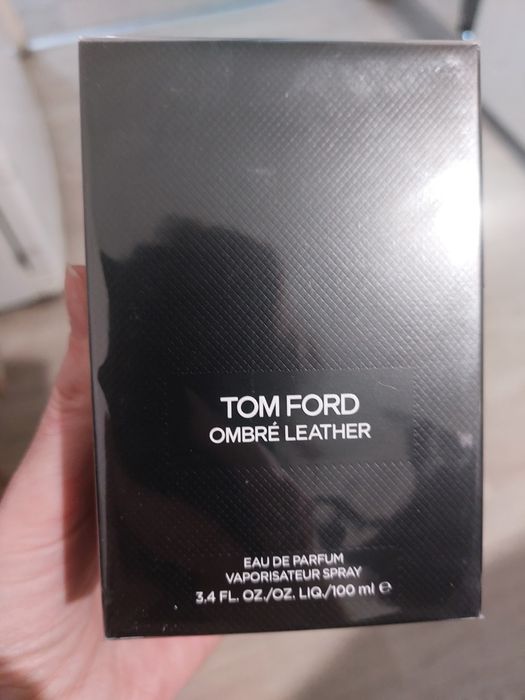 TOM FORD
OMBRÉ LEATHER
EAU DE PARFUM
VAPORISATEUR SPRAY
3.4 FL. OZ./OZ. LIQ./100 ml ℮